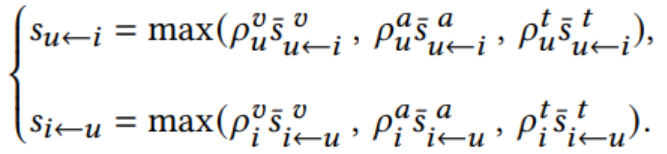 s_{u←i} = max(ρ_u^v s̄_{u←i}^v , ρ_u^a s̄_{u←i}^a , ρ_u^t s̄_{u←i}^t),
s_{i←u} = max(ρ_i^v s̄_{i←u}^v , ρ_i^a s̄_{i←u}^a , ρ_i^t s̄_{i←u}^t).